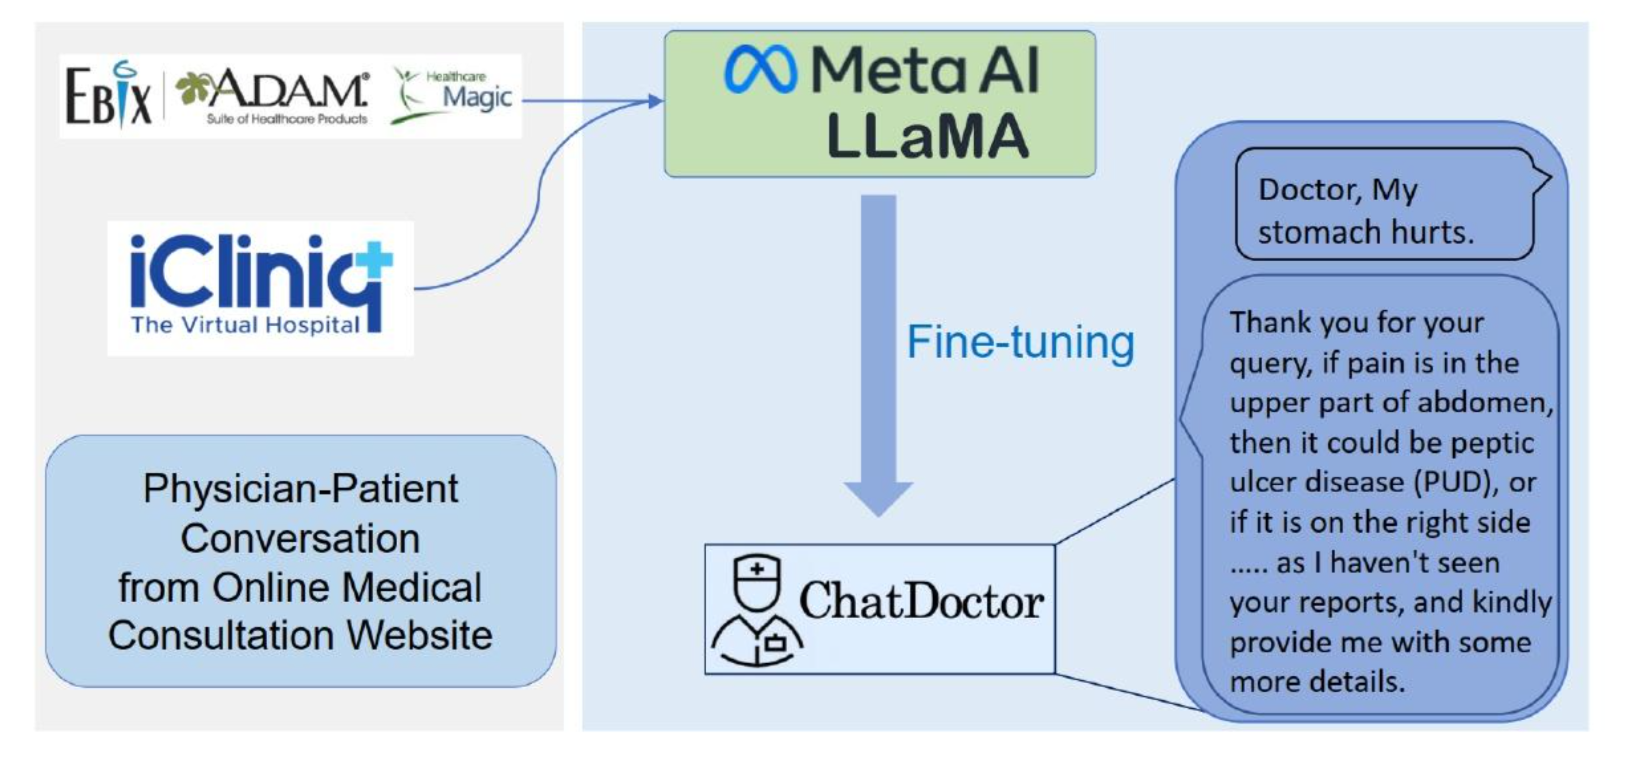 EBIX
A.D.A.M.®
Suite of Healthcare Products
Healthcare
Magic
iCliniq
The Virtual Hospital
Physician-Patient
Conversation
from Online Medical
Consultation Website
Meta AI
LLaMA
Fine-tuning
ChatDoctor
Doctor, My
stomach hurts.
Thank you for your
query, if pain is in the
upper part of abdomen,
then it could be peptic
ulcer disease (PUD), or
if it is on the right side
..... as I haven't seen
your reports, and kindly
provide me with some
more details.